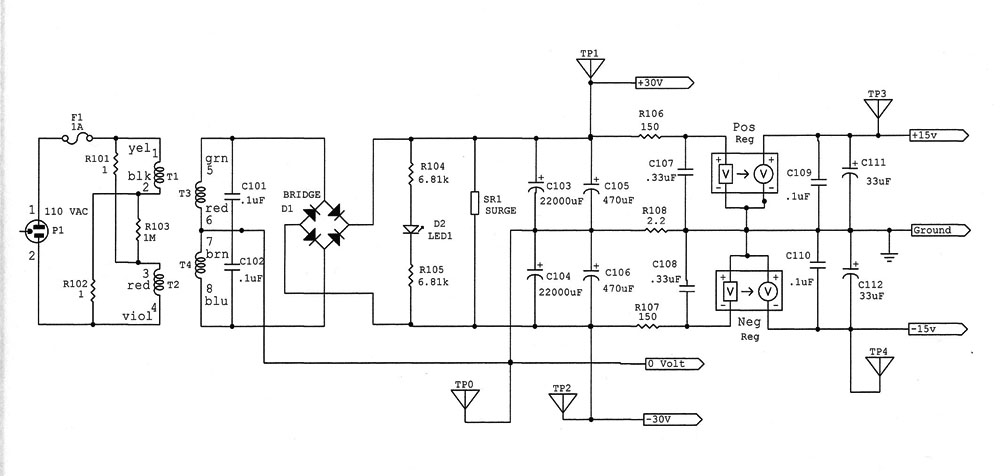 TP1
+30V
F1
1A
R101
1
yel
1
blk
2
T1
110 VAC
1
P1
2
R103
1M
R102
1
3
red
T2
4
viol
grn
5
T3
red
6
7
T4
brn
8
blu
C101
.1uF
C102
.1uF
BRIDGE
D1
R104
6.81k
D2
LED1
R105
6.81k
SR1
SURGE
C103
22000uF
C105
470uF
C104
22000uF
C106
470uF
R106
150
C107
.33uF
R108
2.2
C108
.33uF
R107
150
Pos
Reg
+ +
V → V
- -
+ +
V → V
- -
Neg
Reg
TP3
+15v
C109
.1uF
C111
33uF
Ground
C110
.1uF
C112
33uF
-15v
TP4
0 Volt
TP0
TP2
-30V